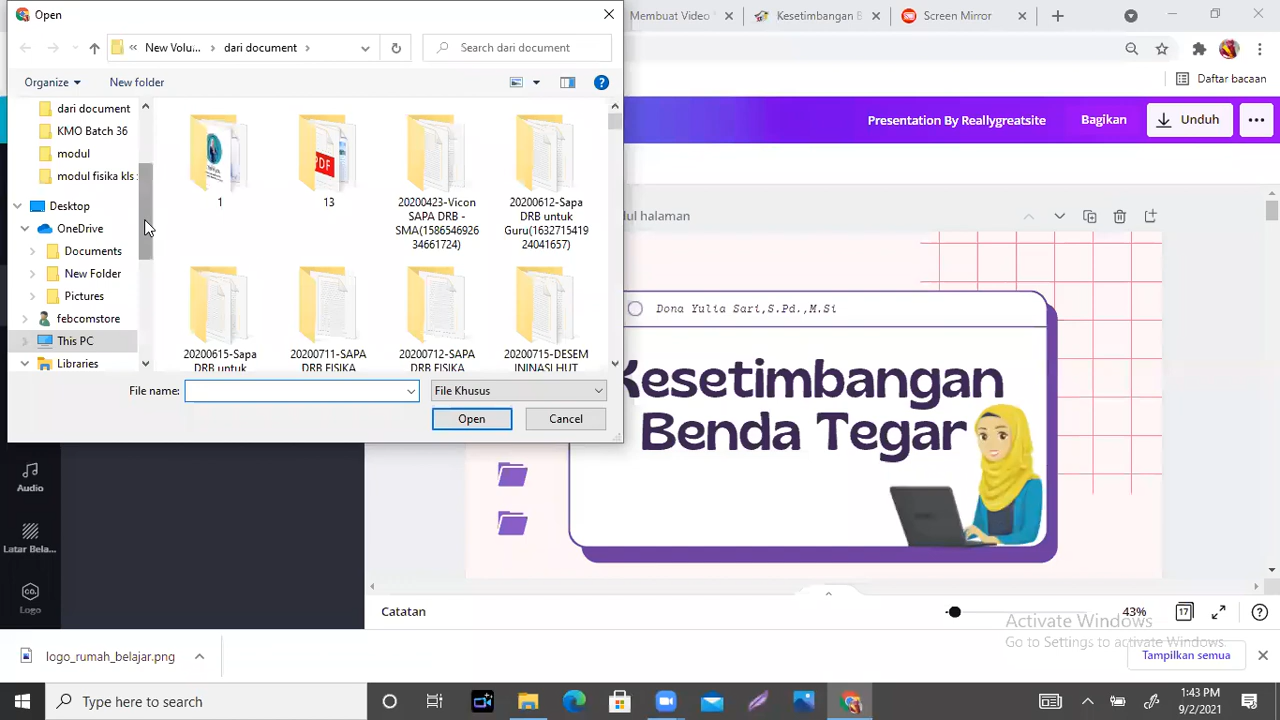 Open
Membuat Video
Kesetimbangan B
Screen Mirror
« New Volu... › dari document ›
Search dari document
Daftar bacaan
Organize
New folder
Presentation By Reallygreatsite
Bagikan
Unduh
dari document
KMO Batch 36
modul
modul fisika kls
Desktop
OneDrive
Documents
New Folder
Pictures
febcomstore
This PC
Libraries
PDF
1
13
20200423-Vicon
SAPA DRB -
SMA(1586546926
34661724)
20200612-Sapa
DRB untuk
Guru(1632715419
24041657)
20200615-Sapa
DRB untuk
20200711-SAPA
DRB FISIKA
20200712-SAPA
DRB FISIKA
20200715-DESEM
ININASI HUT
File name:
File Khusus
Open
Cancel
dul halaman
Dona Yulia Sari,S.Pd.,M.Si
Kesetimbangan
Benda Tegar
Audio
Latar Bela...
CO.
Logo
Catatan
43%
17
Activate Windows
Go to Settings to activate Windows.
logo_rumah_belajar.png
Tampilkan semua
Type here to search
1:43 PM
9/2/2021